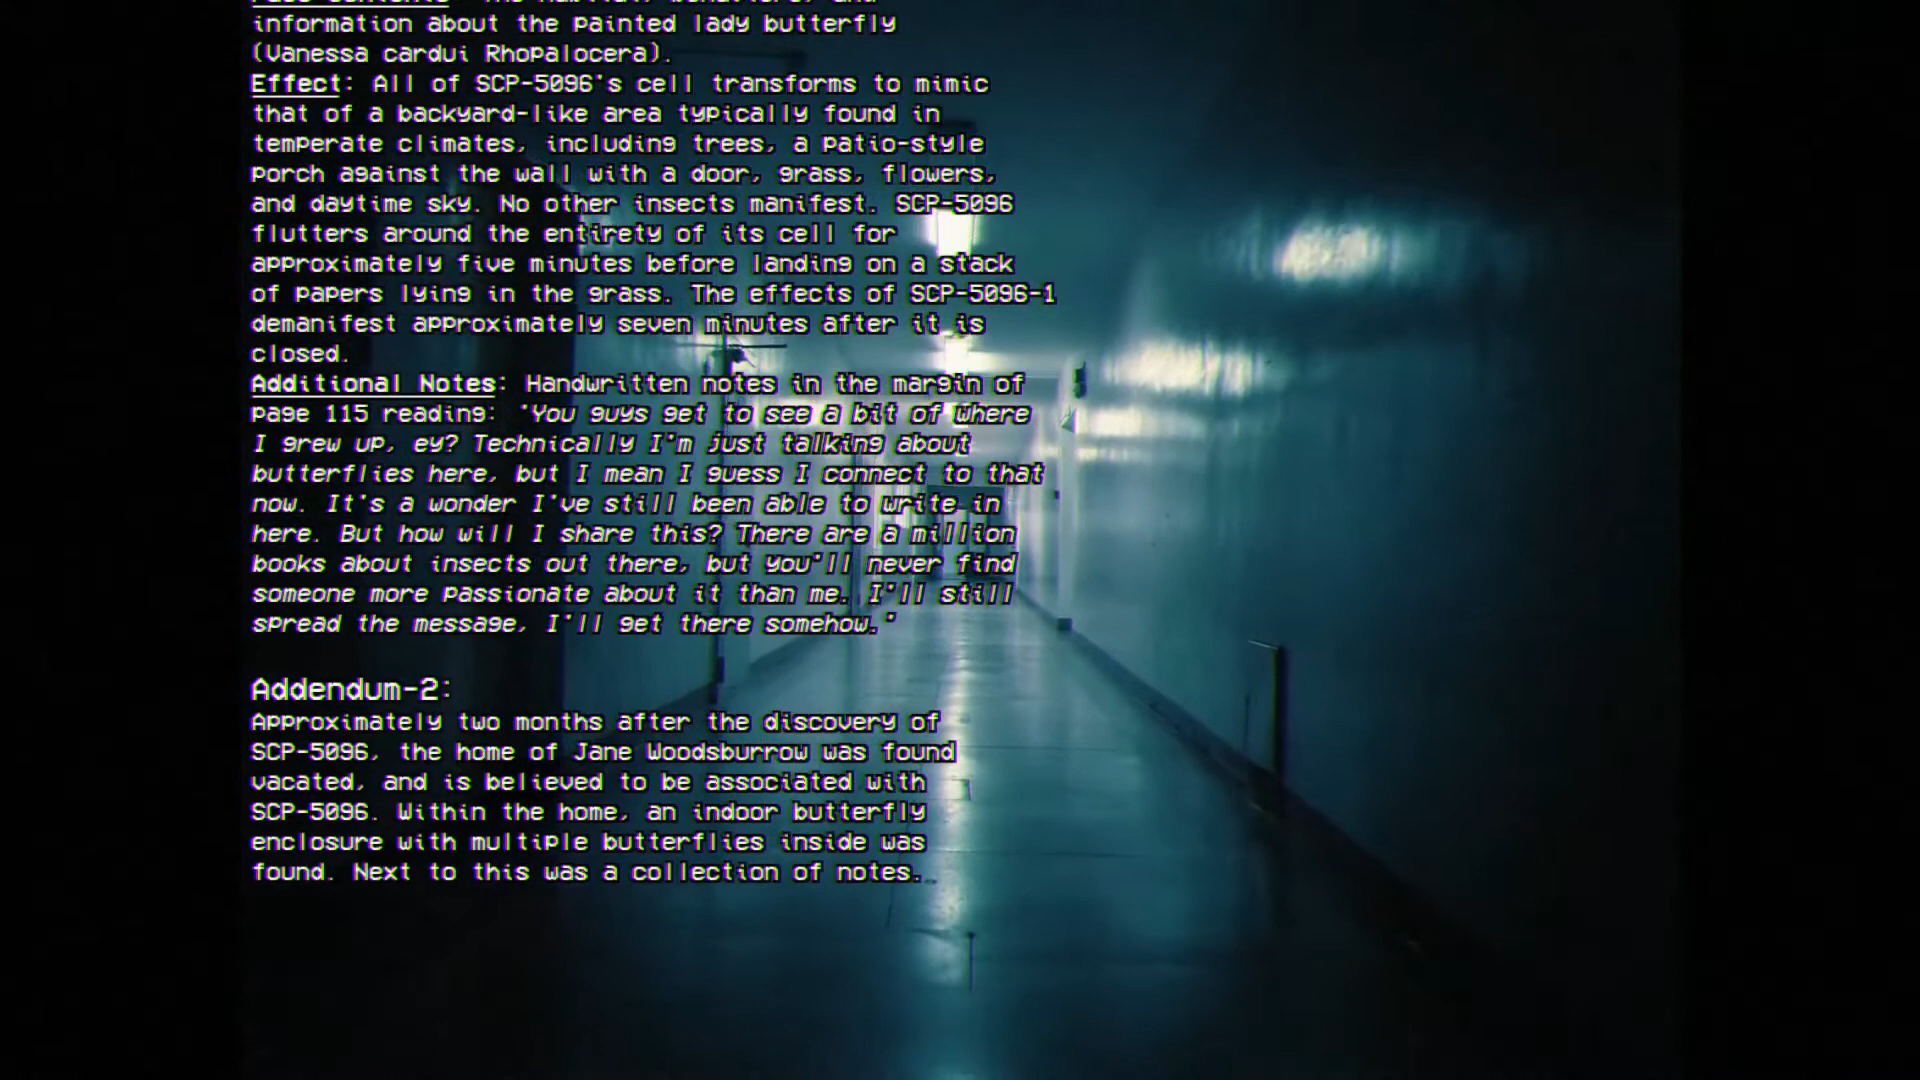 information about the painted lady butterfly
(Vanessa cardui Rhopalocera).
Effect: All of SCP-5096's cell transforms to mimic
that of a backyard-like area typically found in
temperate climates, including trees, a patio-style
porch against the wall with a door, grass, flowers,
and daytime sky. No other insects manifest. SCP-5096
flutters around the entirety of its cell for
approximately five minutes before landing on a stack
of papers lying in the grass. The effects of SCP-5096-1
demanifest approximately seven minutes after it is
closed.
Additional Notes: Handwritten notes in the margin of
page 115 reading: 'You guys get to see a bit of where
I grew up, ey? Technically I'm just talking about
butterflies here, but I mean I guess I connect to that
now. It's a wonder I've still been able to write in
here. But how will I share this? There are a million
books about insects out there, but you'll never find
someone more passionate about it than me. I'll still
spread the message, I'll get there somehow.'
Addendum-2:
Approximately two months after the discovery of
SCP-5096, the home of Jane Woodsburrow was found
vacated, and is believed to be associated with
SCP-5096. Within the home, an indoor butterfly
enclosure with multiple butterflies inside was
found. Next to this was a collection of notes.